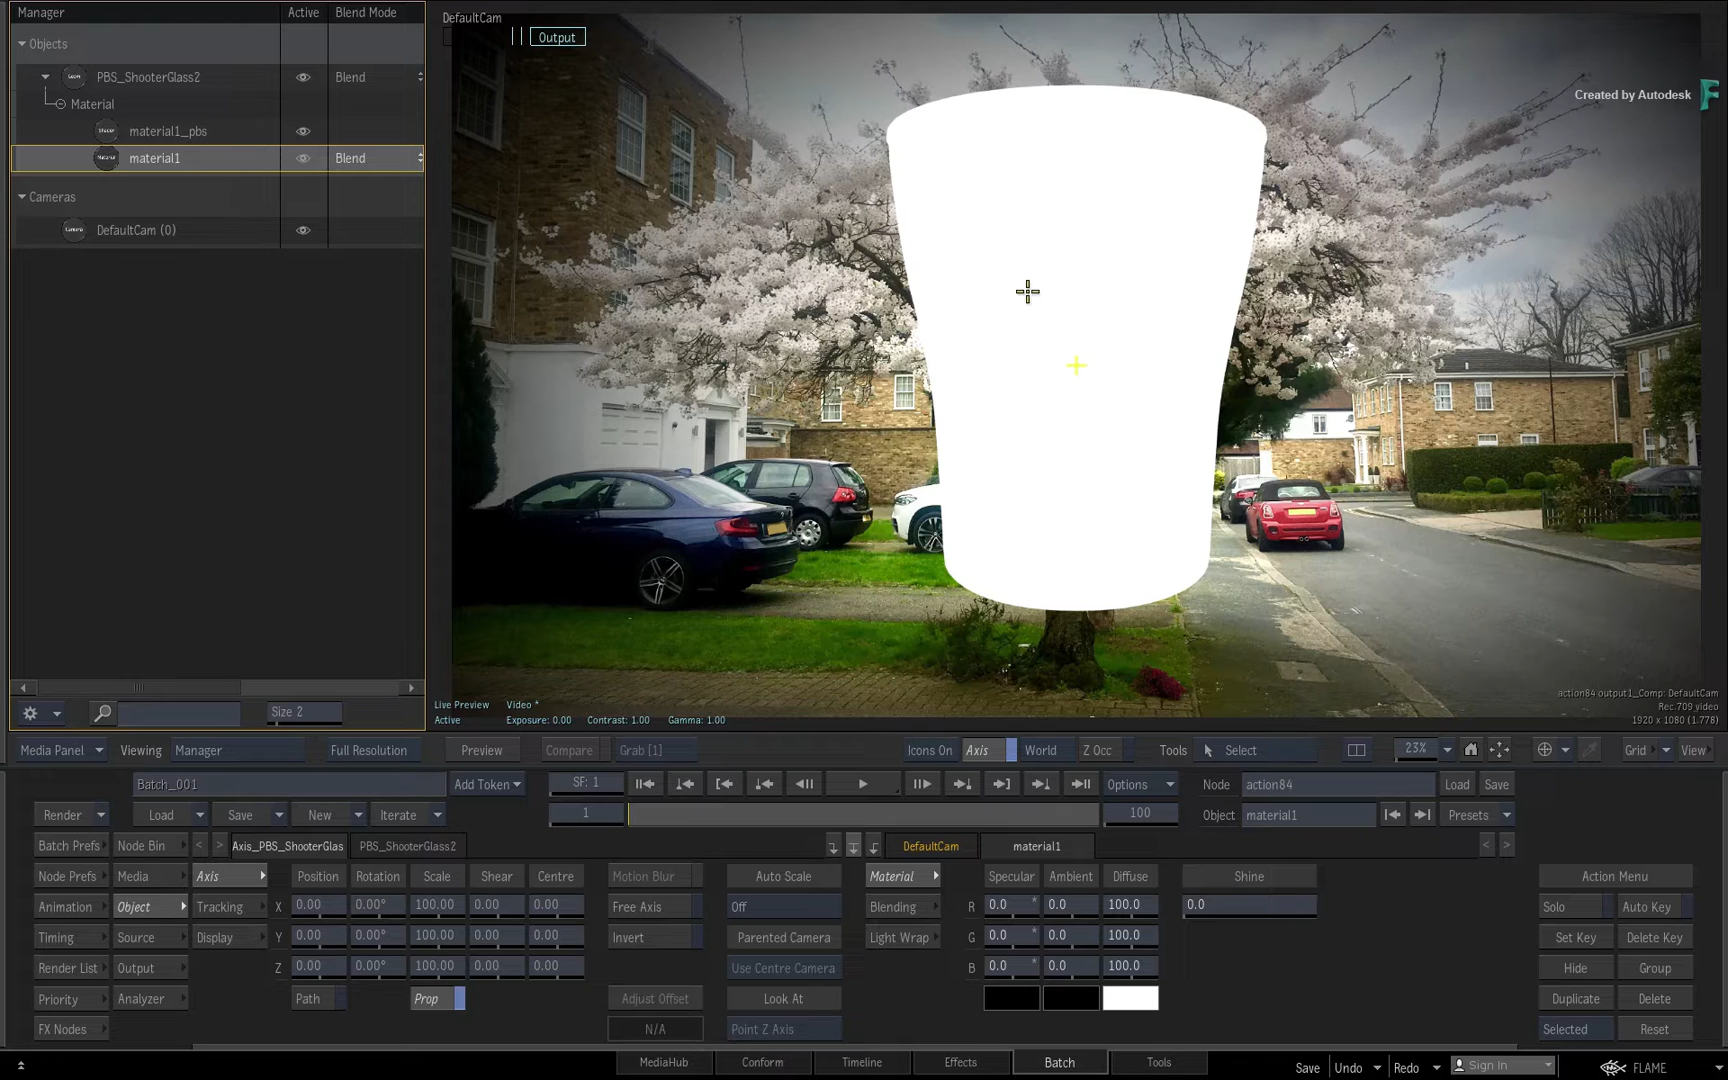 Manager Active Blend Mode
Objects
PBS_ShooterGlass2 Blend
Material
material1_pbs
material1 Blend
Cameras
DefaultCam (0)
Size 2
DefaultCam
Output
Created by Autodesk
Live Preview Video *
Active Exposure: 0.00 Contrast: 1.00 Gamma: 1.00
action84 output1_Comp: DefaultCam
Rec.709 video
1920 x 1080 (1.778)
Media Panel Viewing Manager Full Resolution Preview Compare Grab [1] Icons On Axis World Z Occ Tools Select 23% Grid View
Batch_001 Add Token SF: 1 Options Node action84 Load Save
Render Load Save New Iterate 1 100 Object material1 Presets
Batch Prefs Node Bin < > Axis_PBS_ShooterGlas PBS_ShooterGlass2 DefaultCam material1 < >
Node Prefs Media Axis Position Rotation Scale Shear Centre Motion Blur Auto Scale Material Specular Ambient Diffuse Shine Action Menu
Animation Object Tracking X 0.00 0.00° 100.00 0.00 0.00 Free Axis Off Blending R 0.0 * 0.0 100.0 0.0 Solo Auto Key
Timing Source Display Y 0.00 0.00° 100.00 0.00 0.00 Invert Parented Camera Light Wrap G 0.0 * 0.0 100.0 Set Key Delete Key
Render List Output Z 0.00 0.00° 100.00 0.00 0.00 Use Centre Camera B 0.0 * 0.0 100.0 Hide Group
Priority Analyzer Path Prop Adjust Offset Look At Duplicate Delete
FX Nodes N/A Point Z Axis Selected Reset
MediaHub Conform Timeline Effects Batch Tools Save Undo Redo Sign In FLAME